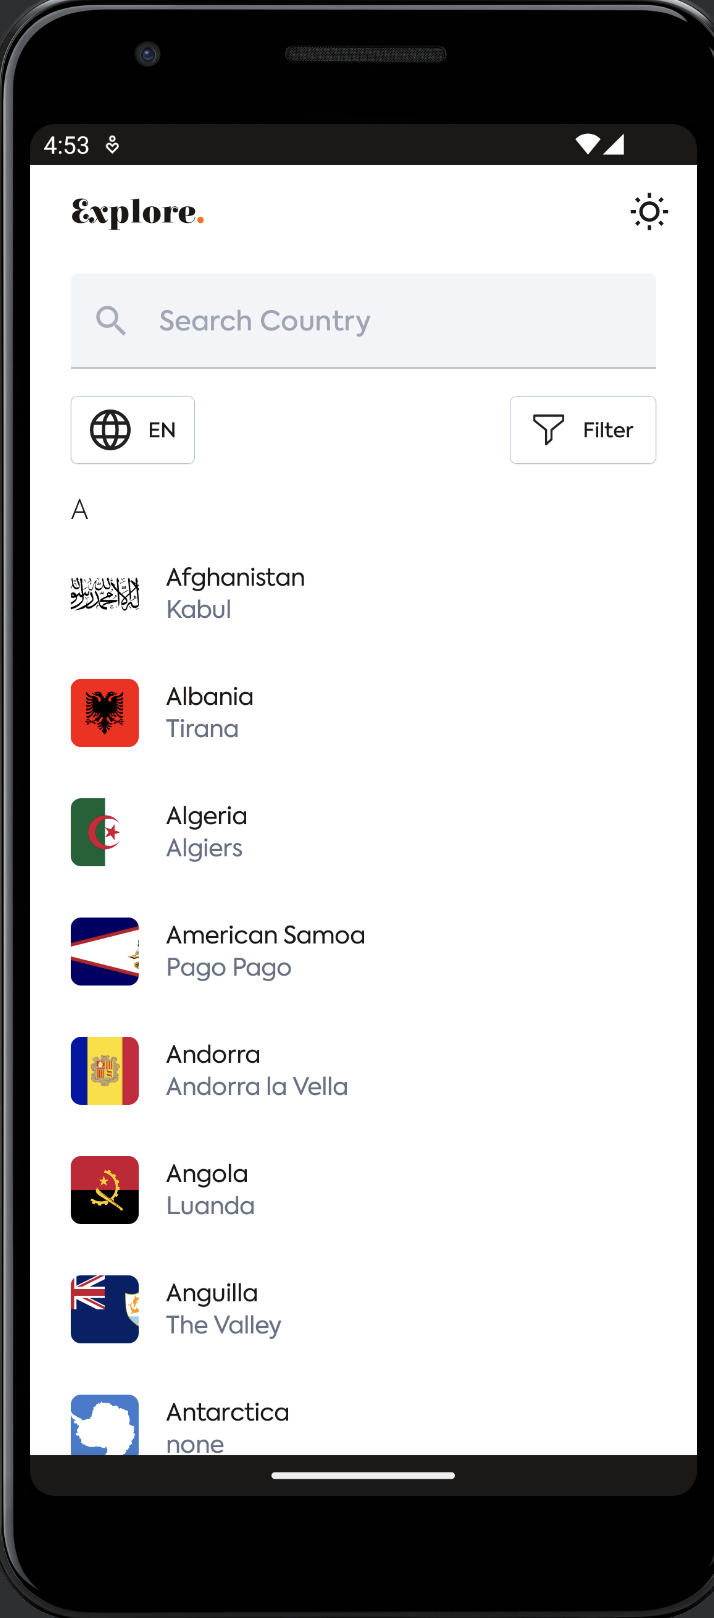 4:53
Explore.
Search Country
EN
Filter
A
Afghanistan
Kabul
Albania
Tirana
Algeria
Algiers
American Samoa
Pago Pago
Andorra
Andorra la Vella
Angola
Luanda
Anguilla
The Valley
Antarctica
none